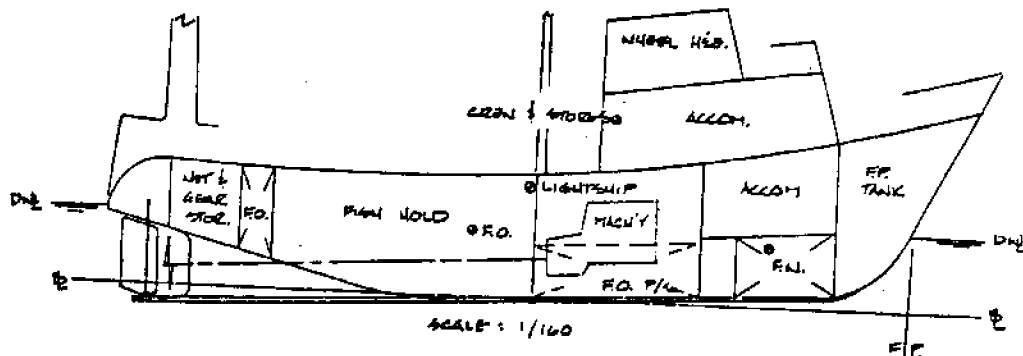 WHEEL HSE.
CREW & STORES
ACCOM.
NET &
GEAR
STOR.
F.O.
FISH HOLD
LIGHTSHIP
F.O.
MACH'Y
ACCOM
F.P.
TANK
DWL
DWL
F.W.
F.O. P/S
℄
℄
SCALE : 1/160
F.P.